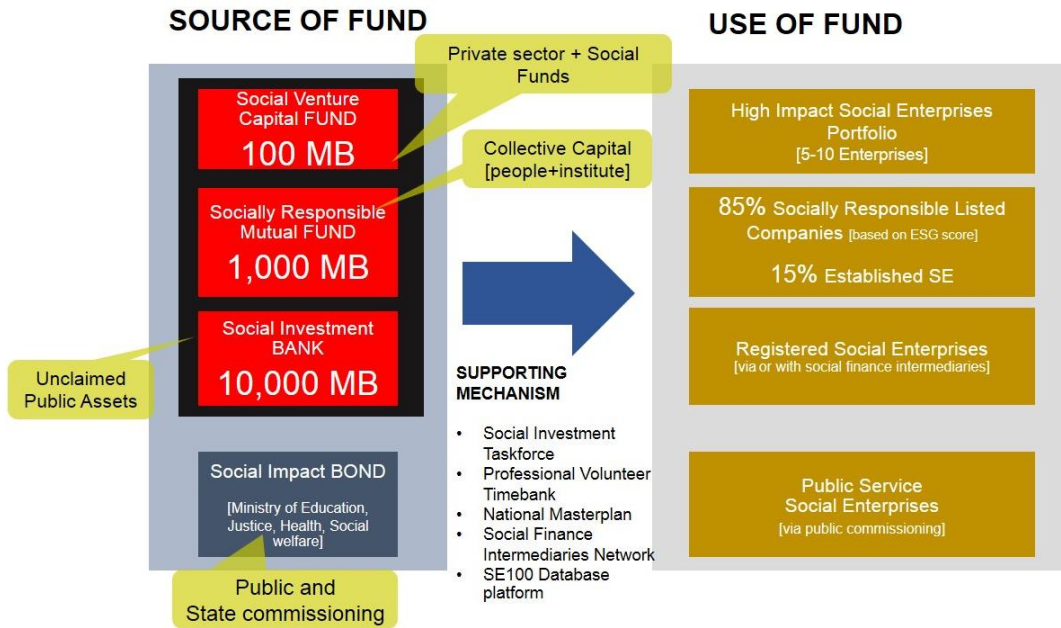 SOURCE OF FUND
USE OF FUND
Private sector + Social
Funds
Social Venture
Capital FUND
100 MB
Collective Capital
[people+institute]
Socially Responsible
Mutual FUND
1,000 MB
Social Investment
BANK
10,000 MB
Unclaimed
Public Assets
Social Impact BOND
[Ministry of Education,
Justice, Health, Social
welfare]
Public and
State commissioning
SUPPORTING
MECHANISM
• Social Investment
Taskforce
• Professional Volunteer
Timebank
• National Masterplan
• Social Finance
Intermediaries Network
• SE100 Database
platform
High Impact Social Enterprises
Portfolio
[5-10 Enterprises]
85% Socially Responsible Listed
Companies [based on ESG score]
15% Established SE
Registered Social Enterprises
[via or with social finance intermediaries]
Public Service
Social Enterprises
[via public commissioning]